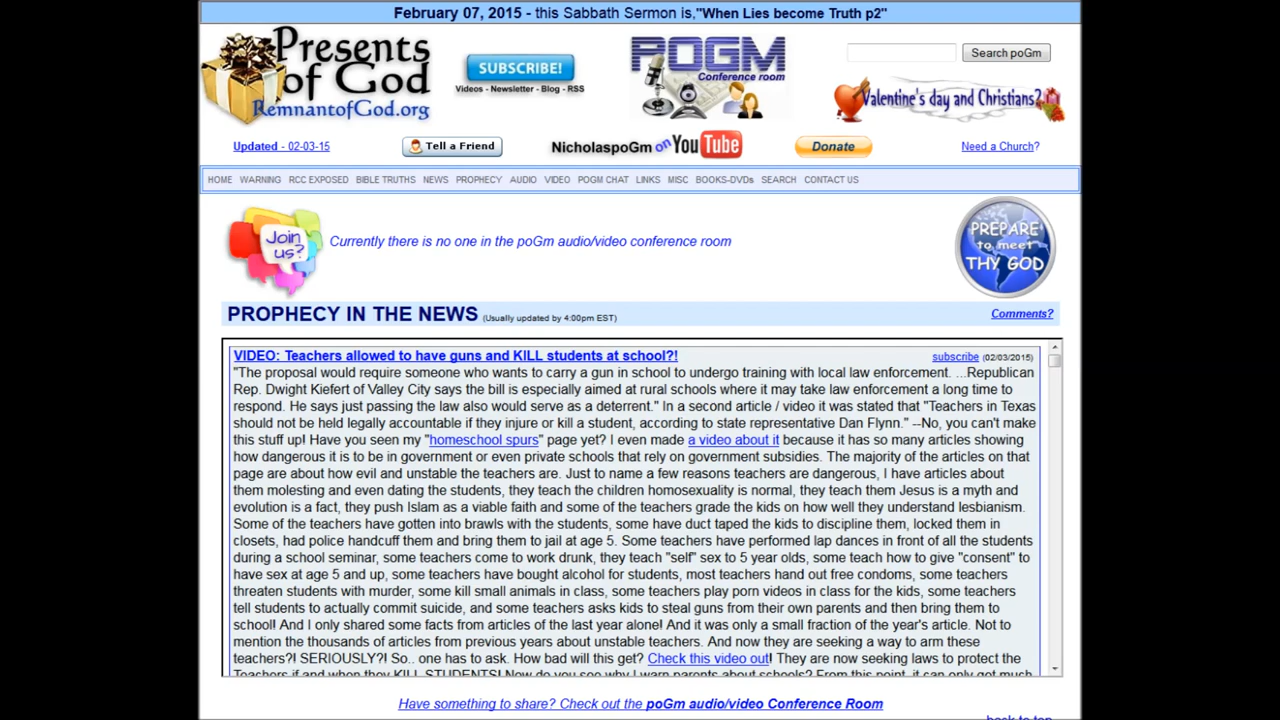 February 07, 2015 - this Sabbath Sermon is,"When Lies become Truth p2"
Presents of God
RemnantofGod.org
SUBSCRIBE!
Videos - Newsletter - Blog - RSS
POGM
Conference room
Search poGm
Valentine's day and Christians?
Updated - 02-03-15
Tell a Friend
NicholaspoGm on YouTube
Donate
Need a Church?
HOME WARNING RCC EXPOSED BIBLE TRUTHS NEWS PROPHECY AUDIO VIDEO POGM CHAT LINKS MISC BOOKS-DVDs SEARCH CONTACT US
Join us?
Currently there is no one in the poGm audio/video conference room
PREPARE
to meet
THY GOD
PROPHECY IN THE NEWS (Usually updated by 4:00pm EST)
Comments?
VIDEO: Teachers allowed to have guns and KILL students at school?! subscribe (02/03/2015)
"The proposal would require someone who wants to carry a gun in school to undergo training with local law enforcement. ...Republican
Rep. Dwight Kiefert of Valley City says the bill is especially aimed at rural schools where it may take law enforcement a long time to
respond. He says just passing the law also would serve as a deterrent." In a second article / video it was stated that "Teachers in Texas
should not be held legally accountable if they injure or kill a student, according to state representative Dan Flynn." --No, you can't make
this stuff up! Have you seen my "homeschool spurs" page yet? I even made a video about it because it has so many articles showing
how dangerous it is to be in government or even private schools that rely on government subsidies. The majority of the articles on that
page are about how evil and unstable the teachers are. Just to name a few reasons teachers are dangerous, I have articles about
them molesting and even dating the students, they teach the children homosexuality is normal, they teach them Jesus is a myth and
evolution is a fact, they push Islam as a viable faith and some of the teachers grade the kids on how well they understand lesbianism.
Some of the teachers have gotten into brawls with the students, some have duct taped the kids to discipline them, locked them in
closets, had police handcuff them and bring them to jail at age 5. Some teachers have performed lap dances in front of all the students
during a school seminar, some teachers come to work drunk, they teach "self" sex to 5 year olds, some teach how to give "consent" to
have sex at age 5 and up, some teachers have bought alcohol for students, most teachers hand out free condoms, some teachers
threaten students with murder, some kill small animals in class, some teachers play porn videos in class for the kids, some teachers
tell students to actually commit suicide, and some teachers asks kids to steal guns from their own parents and then bring them to
school! And I only shared some facts from articles of the last year alone! And it was only a small fraction of the year's article. Not to
mention the thousands of articles from previous years about unstable teachers. And now they are seeking a way to arm these
teachers?! SERIOUSLY?! So.. one has to ask. How bad will this get? Check this video out! They are now seeking laws to protect the
Teachers if and when they KILL STUDENTS! Now do you see why I warn parents about schools? From this point, it can only get much
Have something to share? Check out the poGm audio/video Conference Room
back to top